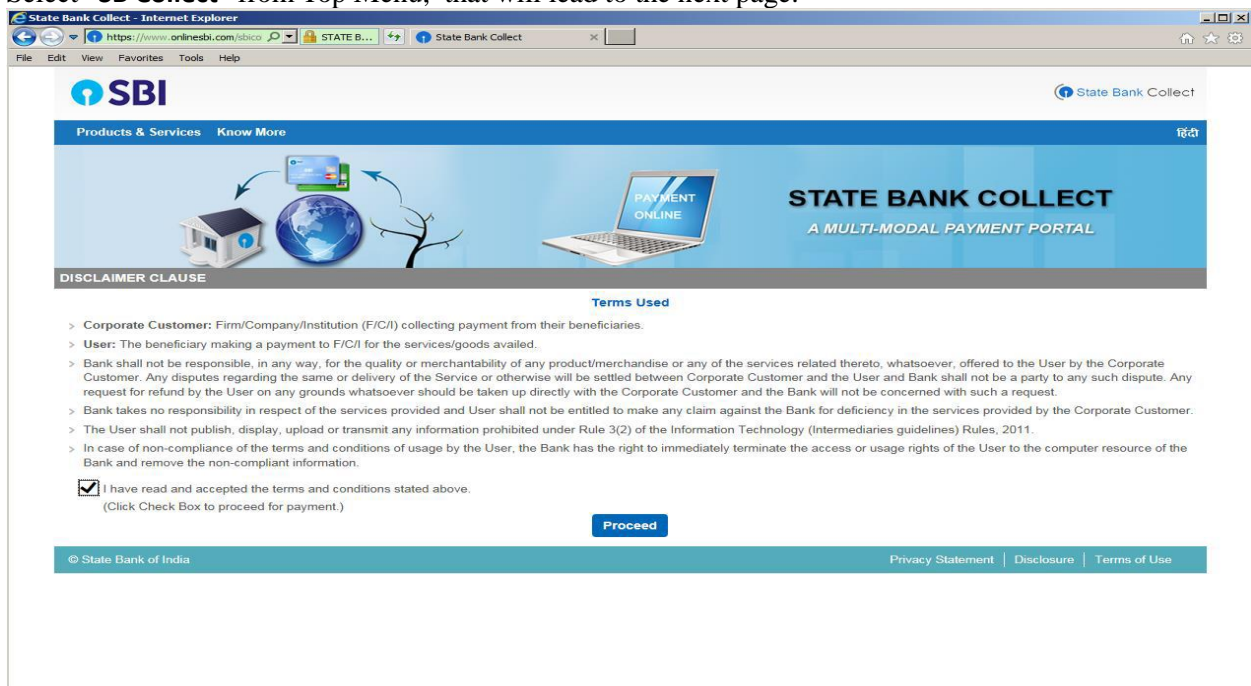 Select "SB Collect" from Top Menu, that will lead to the next page.
State Bank Collect - Internet Explorer
https://www.onlinesbi.com/sbico
STATE B...
State Bank Collect
File Edit View Favorites Tools Help
SBI
State Bank Collect
Products & Services Know More
हिंदी
PAYMENT
ONLINE
STATE BANK COLLECT
A MULTI-MODAL PAYMENT PORTAL
DISCLAIMER CLAUSE
Terms Used
> Corporate Customer: Firm/Company/Institution (F/C/I) collecting payment from their beneficiaries.
> User: The beneficiary making a payment to F/C/I for the services/goods availed.
> Bank shall not be responsible, in any way, for the quality or merchantability of any product/merchandise or any of the services related thereto, whatsoever, offered to the User by the Corporate
Customer. Any disputes regarding the same or delivery of the Service or otherwise will be settled between Corporate Customer and the User and Bank shall not be a party to any such dispute. Any
request for refund by the User on any grounds whatsoever should be taken up directly with the Corporate Customer and the Bank will not be concerned with such a request.
> Bank takes no responsibility in respect of the services provided and User shall not be entitled to make any claim against the Bank for deficiency in the services provided by the Corporate Customer.
> The User shall not publish, display, upload or transmit any information prohibited under Rule 3(2) of the Information Technology (Intermediaries guidelines) Rules, 2011.
> In case of non-compliance of the terms and conditions of usage by the User, the Bank has the right to immediately terminate the access or usage rights of the User to the computer resource of the
Bank and remove the non-compliant information.
I have read and accepted the terms and conditions stated above.
(Click Check Box to proceed for payment.)
Proceed
© State Bank of India
Privacy Statement | Disclosure | Terms of Use